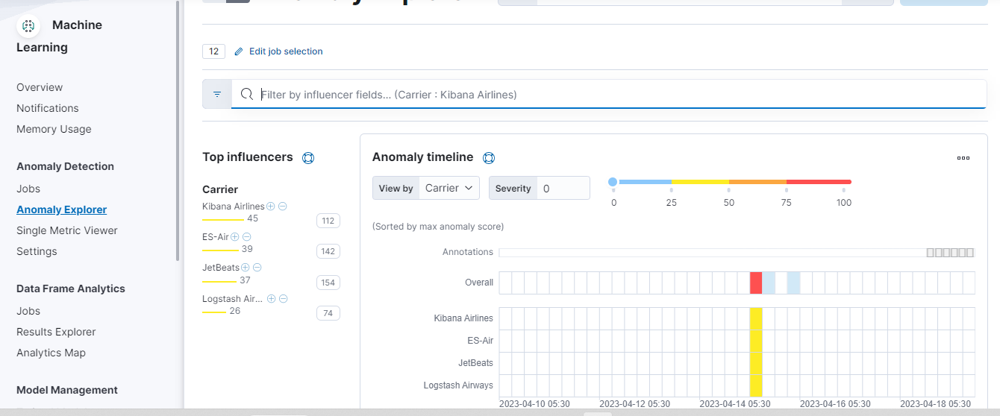 Machine
Learning
Overview
Notifications
Memory Usage
Anomaly Detection
Jobs
Anomaly Explorer
Single Metric Viewer
Settings
Data Frame Analytics
Jobs
Results Explorer
Analytics Map
Model Management
12 Edit job selection
Filter by influencer fields... (Carrier : Kibana Airlines)
Top influencers
Carrier
Kibana Airlines
45 112
ES-Air
39 142
JetBeats
37 154
Logstash Air...
26 74
Anomaly timeline
View by Carrier Severity 0
0 25 50 75 100
(Sorted by max anomaly score)
Annotations
Overall
Kibana Airlines
ES-Air
JetBeats
Logstash Airways
2023-04-10 05:30 2023-04-12 05:30 2023-04-14 05:30 2023-04-16 05:30 2023-04-18 05:30